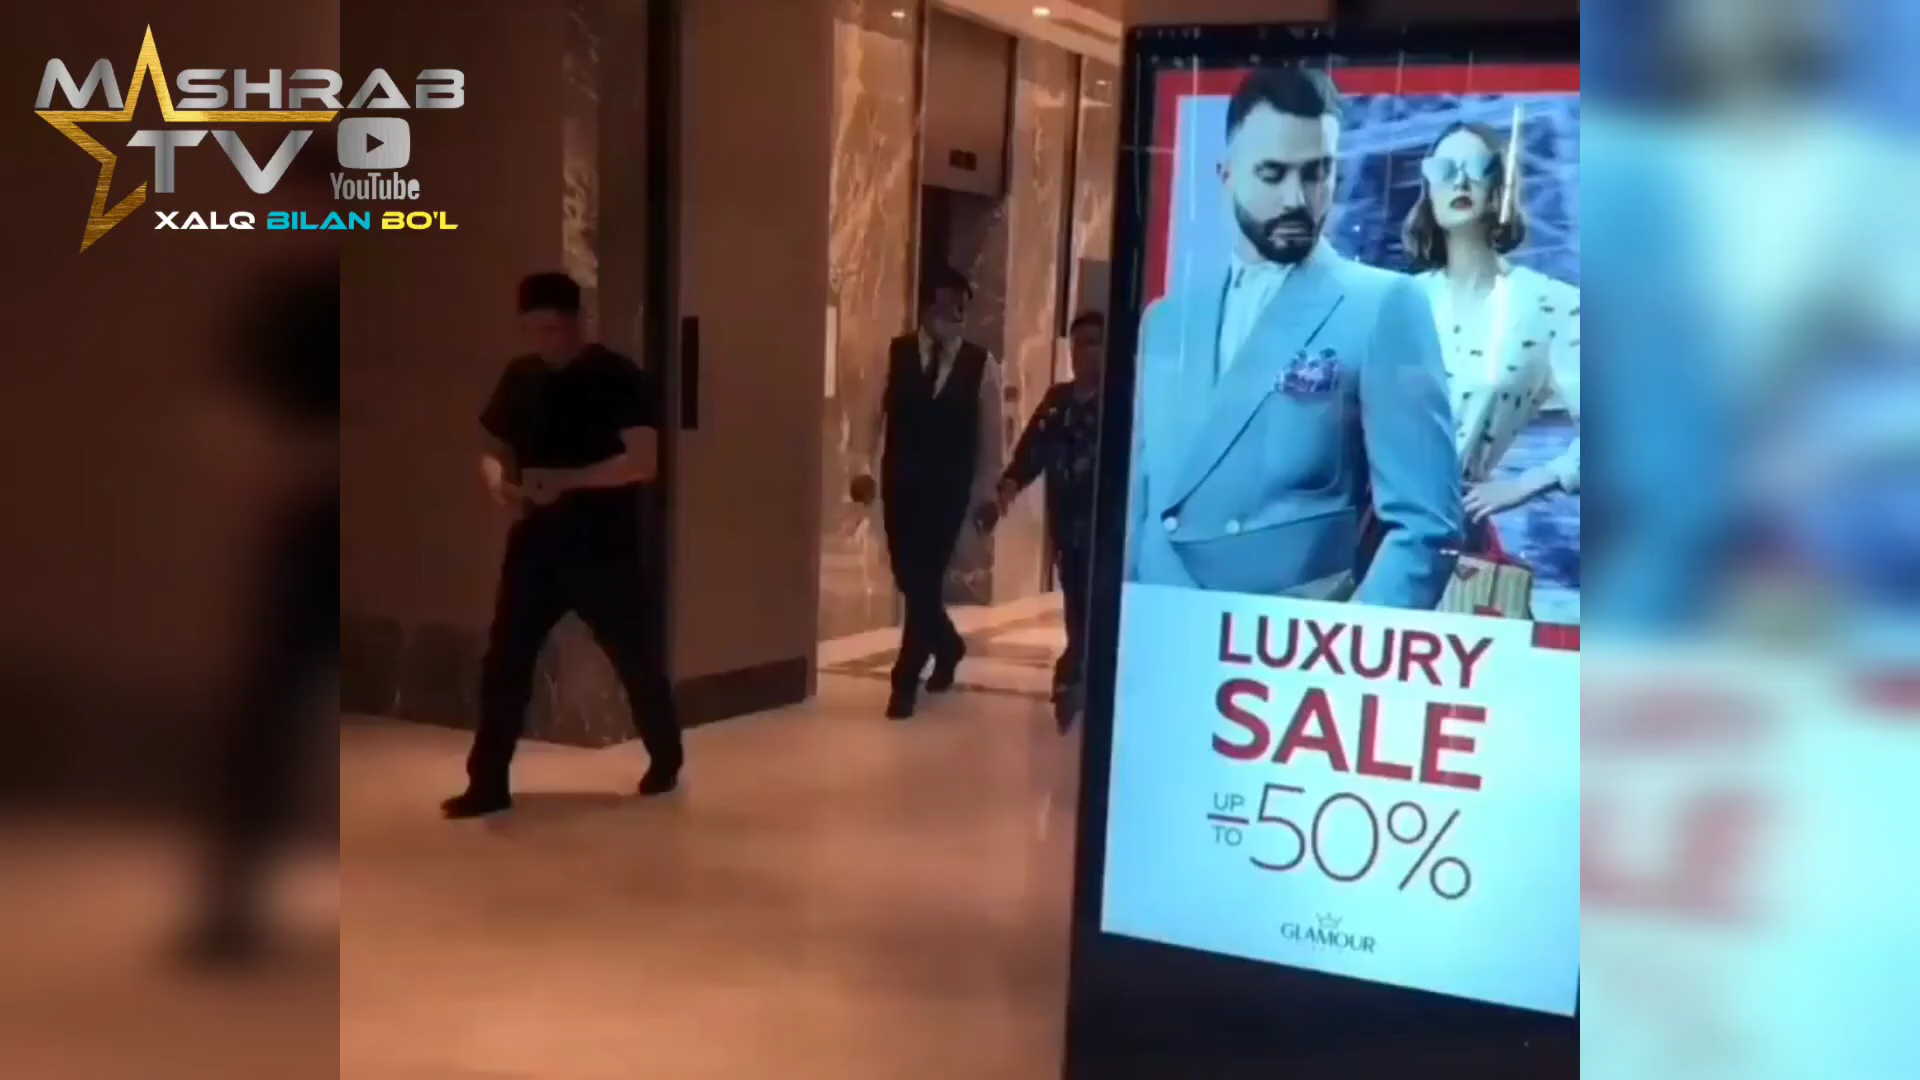 MASHRAB
TV
YouTube
XALQ BILAN BO'L
LUXURY
SALE
UP
TO
50%
GLAMOUR